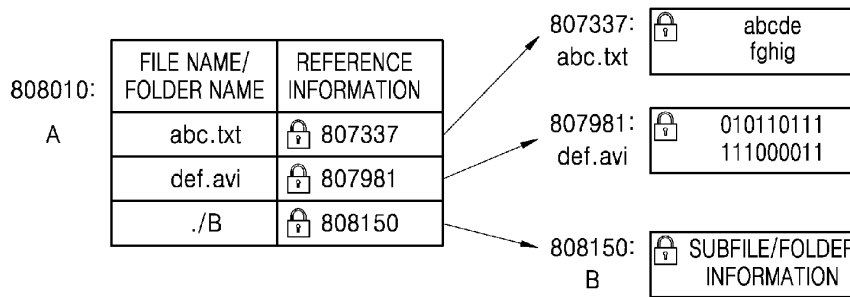 808010:
A
FILE NAME/
FOLDER NAME
REFERENCE
INFORMATION
abc.txt
807337
def.avi
807981
./B
808150
807337:
abc.txt
abcde
fghig
807981:
def.avi
010110111
111000011
808150:
B
SUBFILE/FOLDER
INFORMATION